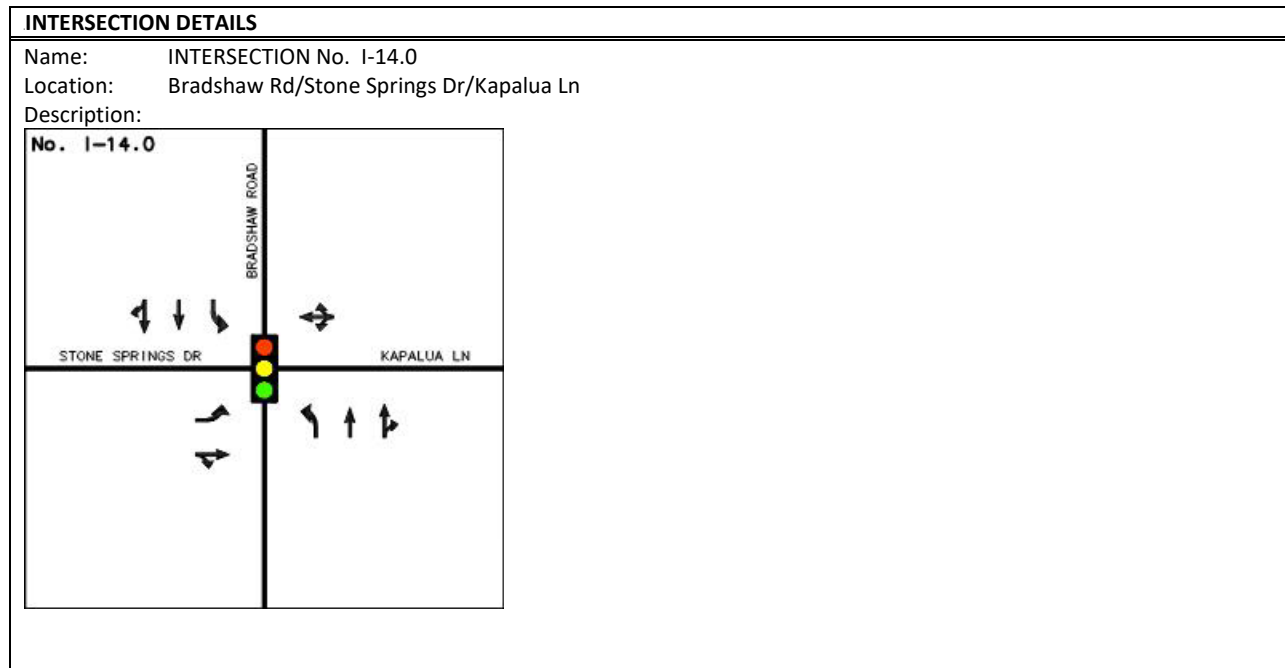 INTERSECTION DETAILS
Name: INTERSECTION No. I-14.0
Location: Bradshaw Rd/Stone Springs Dr/Kapalua Ln
Description:
No. I-14.0
BRADSHAW ROAD
STONE SPRINGS DR
KAPALUA LN